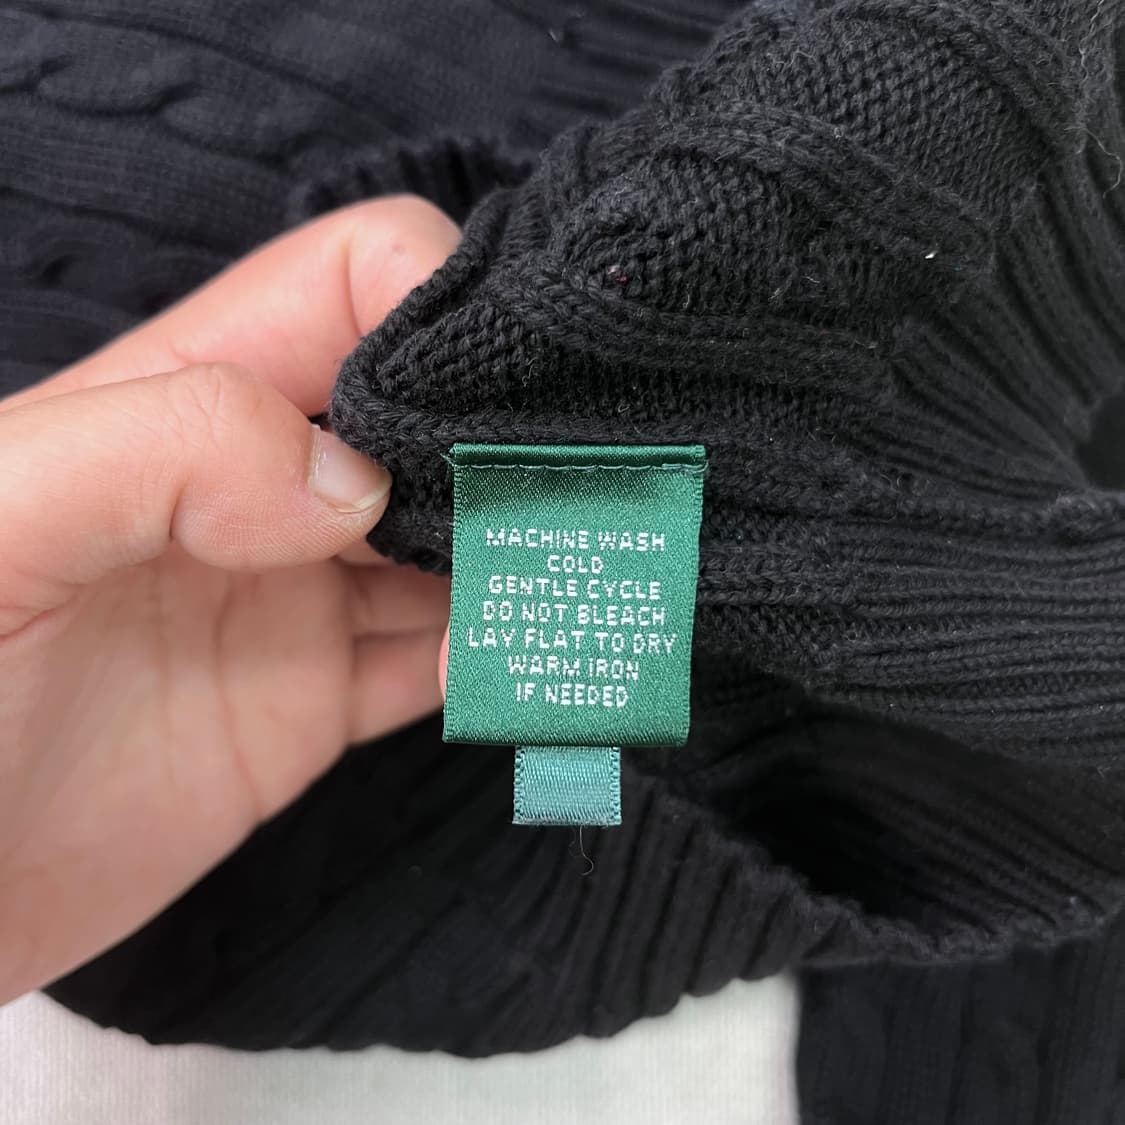 MACHINE WASH
COLD
GENTLE CYCLE
DO NOT BLEACH
LAY FLAT TO DRY
WARM IRON
IF NEEDED